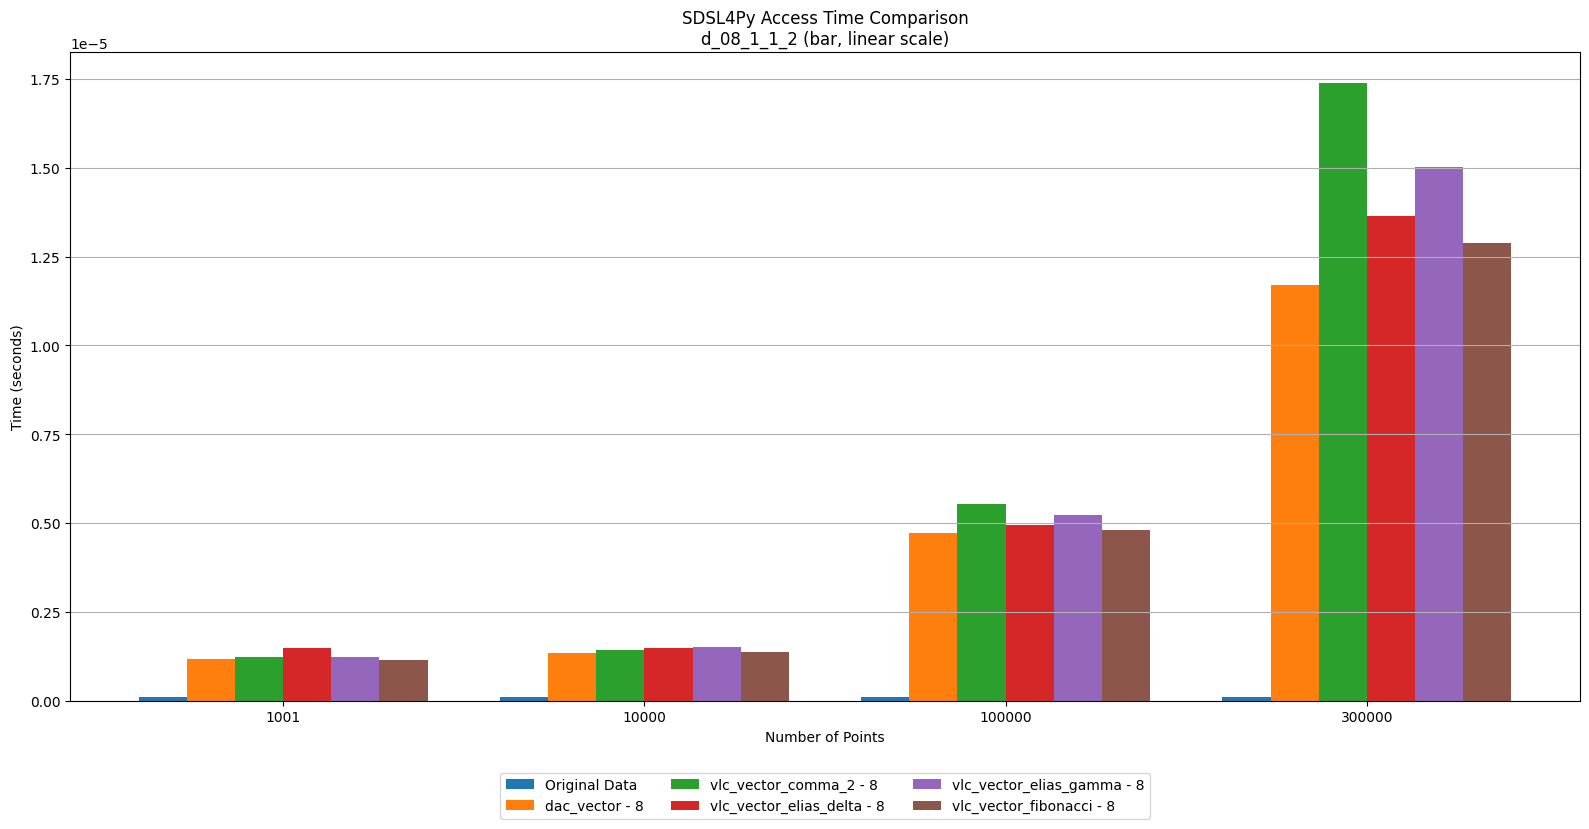 SDSL4Py Access Time Comparison
d_08_1_1_2 (bar, linear scale)
1e−5
1.75
1.50
1.25
1.00
0.75
0.50
0.25
0.00
Time (seconds)
1001 10000 100000 300000
Number of Points
Original Data vlc_vector_comma_2 - 8 vlc_vector_elias_gamma - 8
dac_vector - 8 vlc_vector_elias_delta - 8 vlc_vector_fibonacci - 8